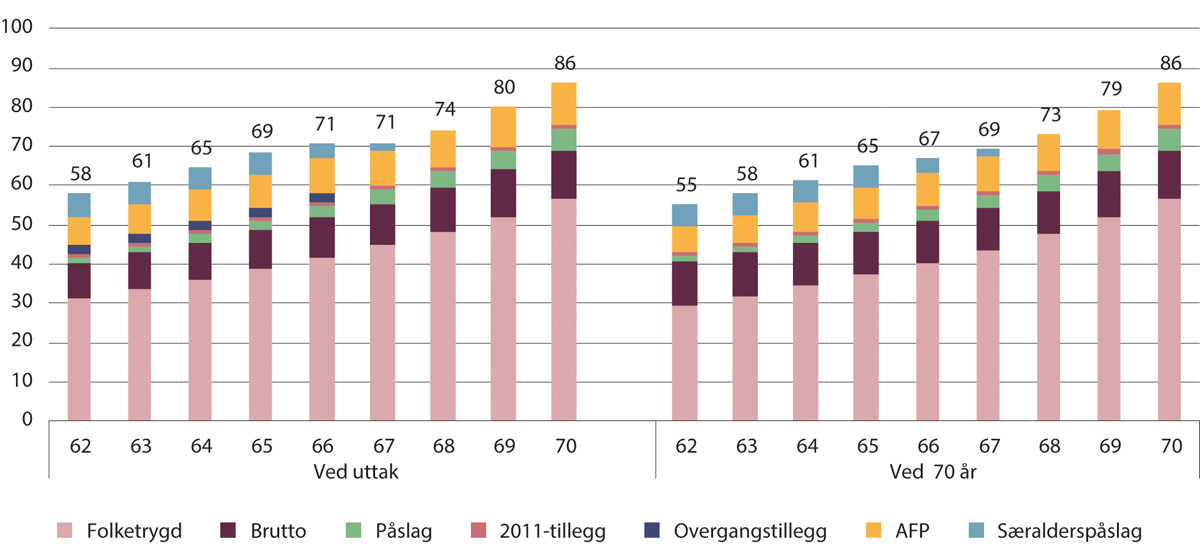 100
90
80
70
60
50
40
30
20
10
0
58 61 65 69 71 71 74 80 86 55 58 61 65 67 69 73 79 86
62 63 64 65 66 67 68 69 70 62 63 64 65 66 67 68 69 70
Ved uttak Ved 70 år
Folketrygd Brutto Påslag 2011-tillegg Overgangstillegg AFP Særalderspåslag